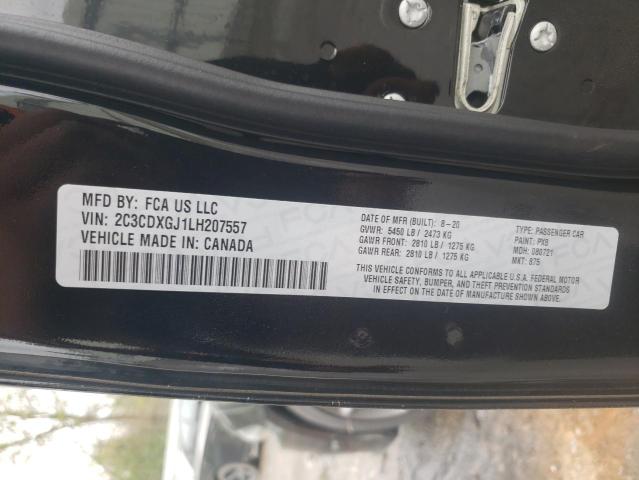 MFD BY: FCA US LLC
VIN: 2C3CDXGJ1LH207557
VEHICLE MADE IN: CANADA
DATE OF MFR (BUILT): 8-20
GVWR: 5450 LB / 2473 KG
GAWR FRONT: 2810 LB / 1275 KG
GAWR REAR: 2810 LB / 1275 KG
TYPE: PASSENGER CAR
PAINT: PX8
MDH: 080721
MKT: 875
THIS VEHICLE CONFORMS TO ALL APPLICABLE U.S.A. FEDERAL MOTOR
VEHICLE SAFETY, BUMPER, AND THEFT PREVENTION STANDARDS
IN EFFECT ON THE DATE OF MANUFACTURE SHOWN ABOVE.